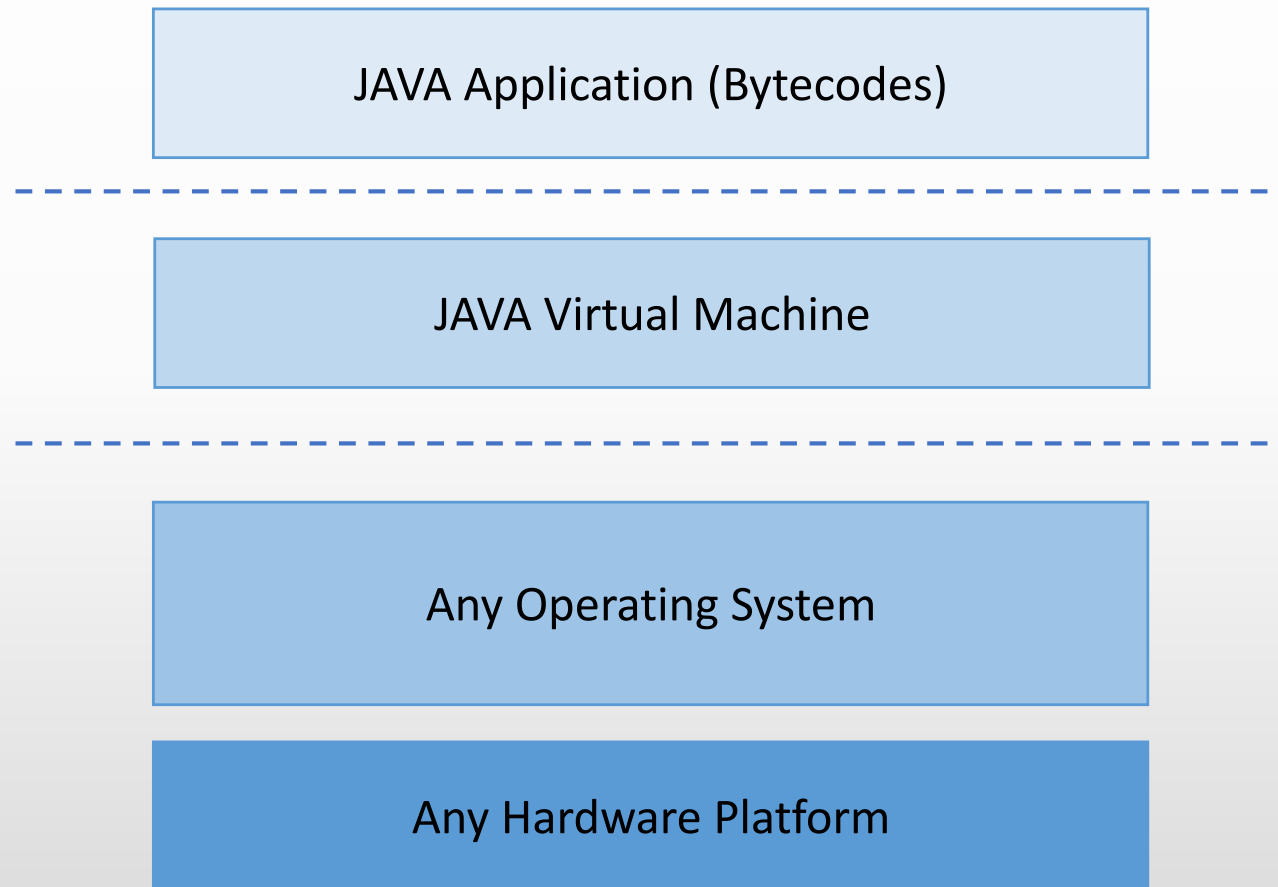 JAVA Application (Bytecodes)
JAVA Virtual Machine
Any Operating System
Any Hardware Platform